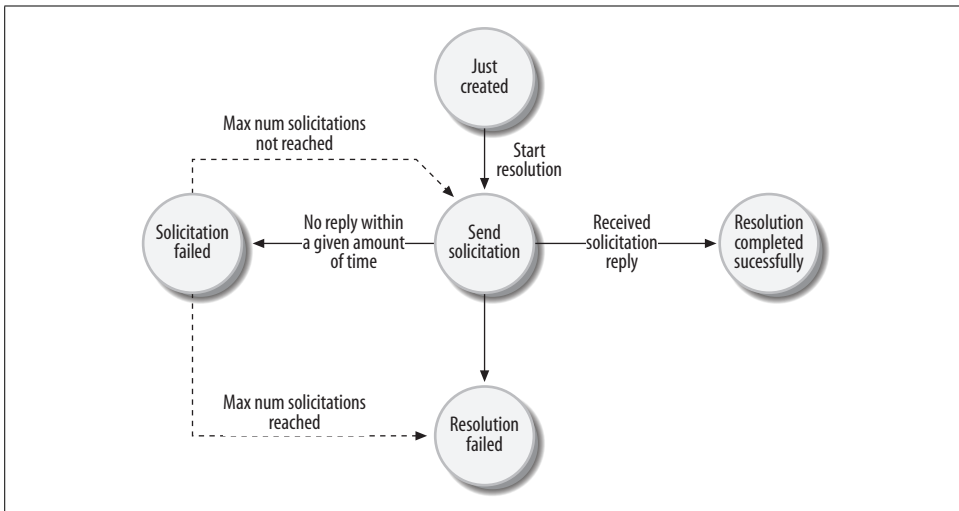 Just
created
Max num solicitations
not reached
Start
resolution
Solicitation
failed
No reply within
a given amount
of time
Send
solicitation
Received
solicitation
reply
Resolution
completed
sucessfully
Max num solicitations
reached
Resolution
failed